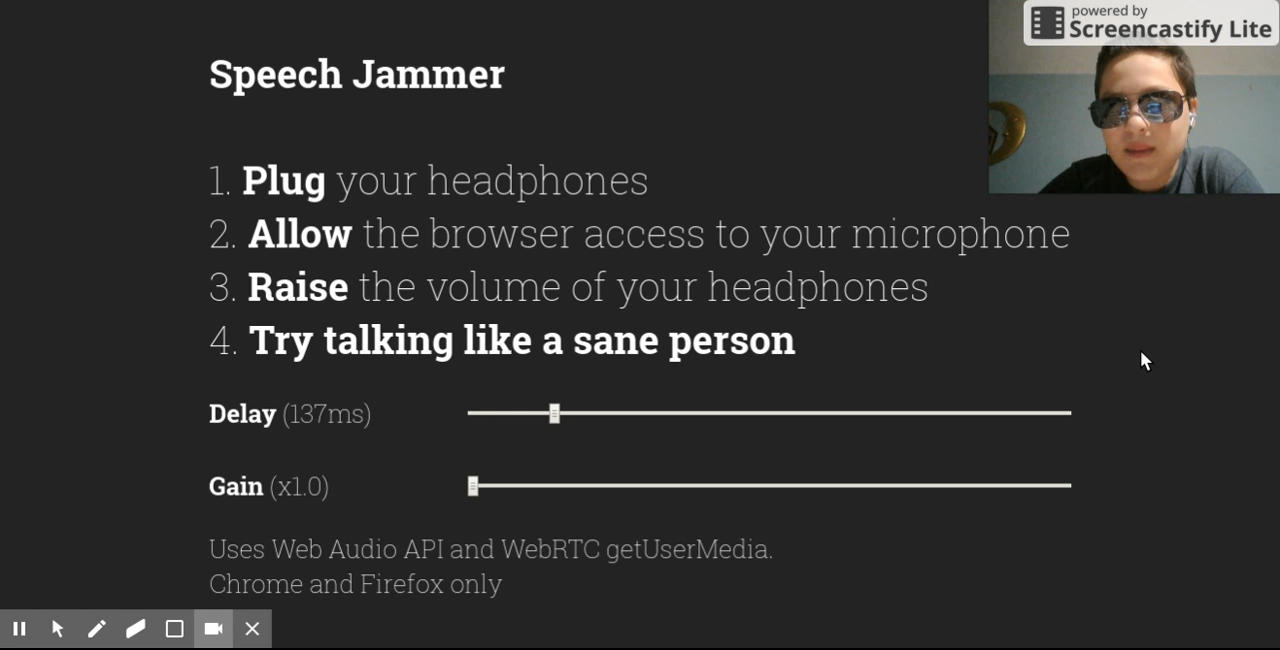 powered by
Screencastify Lite
Speech Jammer
1. Plug your headphones
2. Allow the browser access to your microphone
3. Raise the volume of your headphones
4. Try talking like a sane person
Delay (137ms)
Gain (x1.0)
Uses Web Audio API and WebRTC getUserMedia.
Chrome and Firefox only